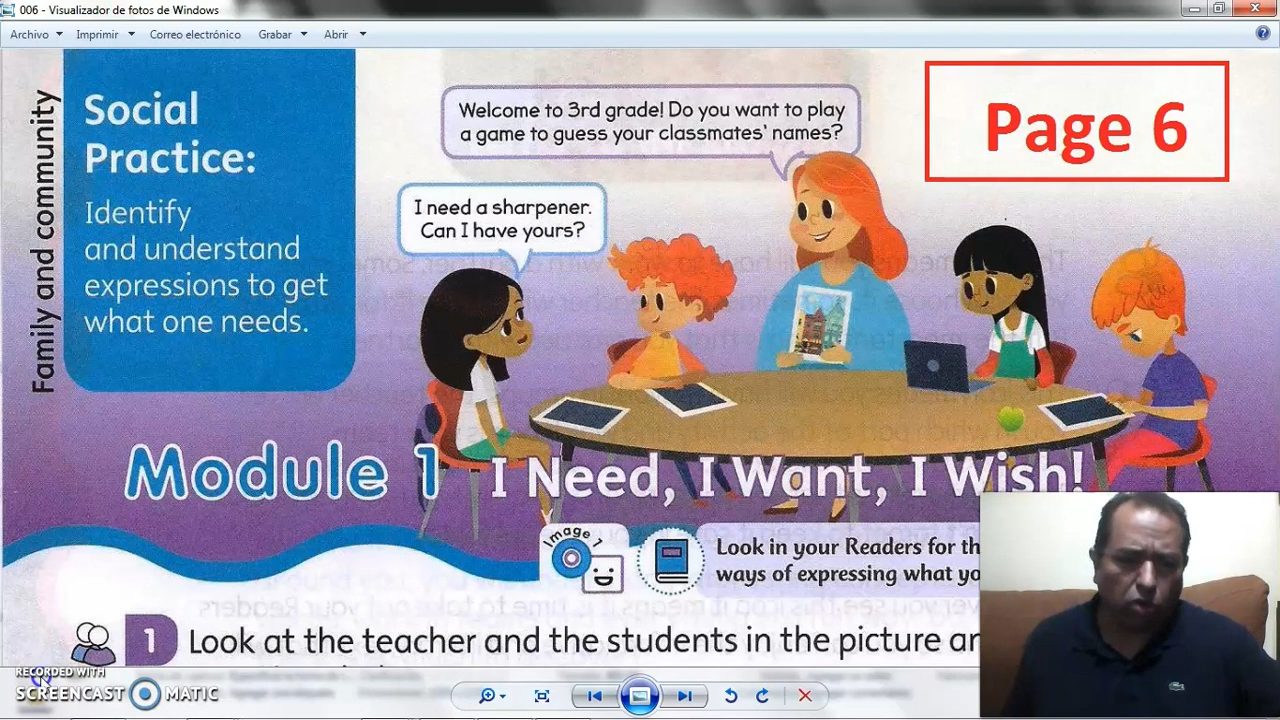 006 - Visualizador de fotos de Windows
Archivo Imprimir Correo electrónico Grabar Abrir
Family and community
Social
Practice:
Identify
and understand
expressions to get
what one needs.
Welcome to 3rd grade! Do you want to play
a game to guess your classmates' names?
Page 6
I need a sharpener.
Can I have yours?
Module 1 I Need, I Want, I Wish!
Image 1
Look in your Readers for th
ways of expressing what yo
1 Look at the teacher and the students in the picture an
RECORDED WITH
SCREENCAST MATIC